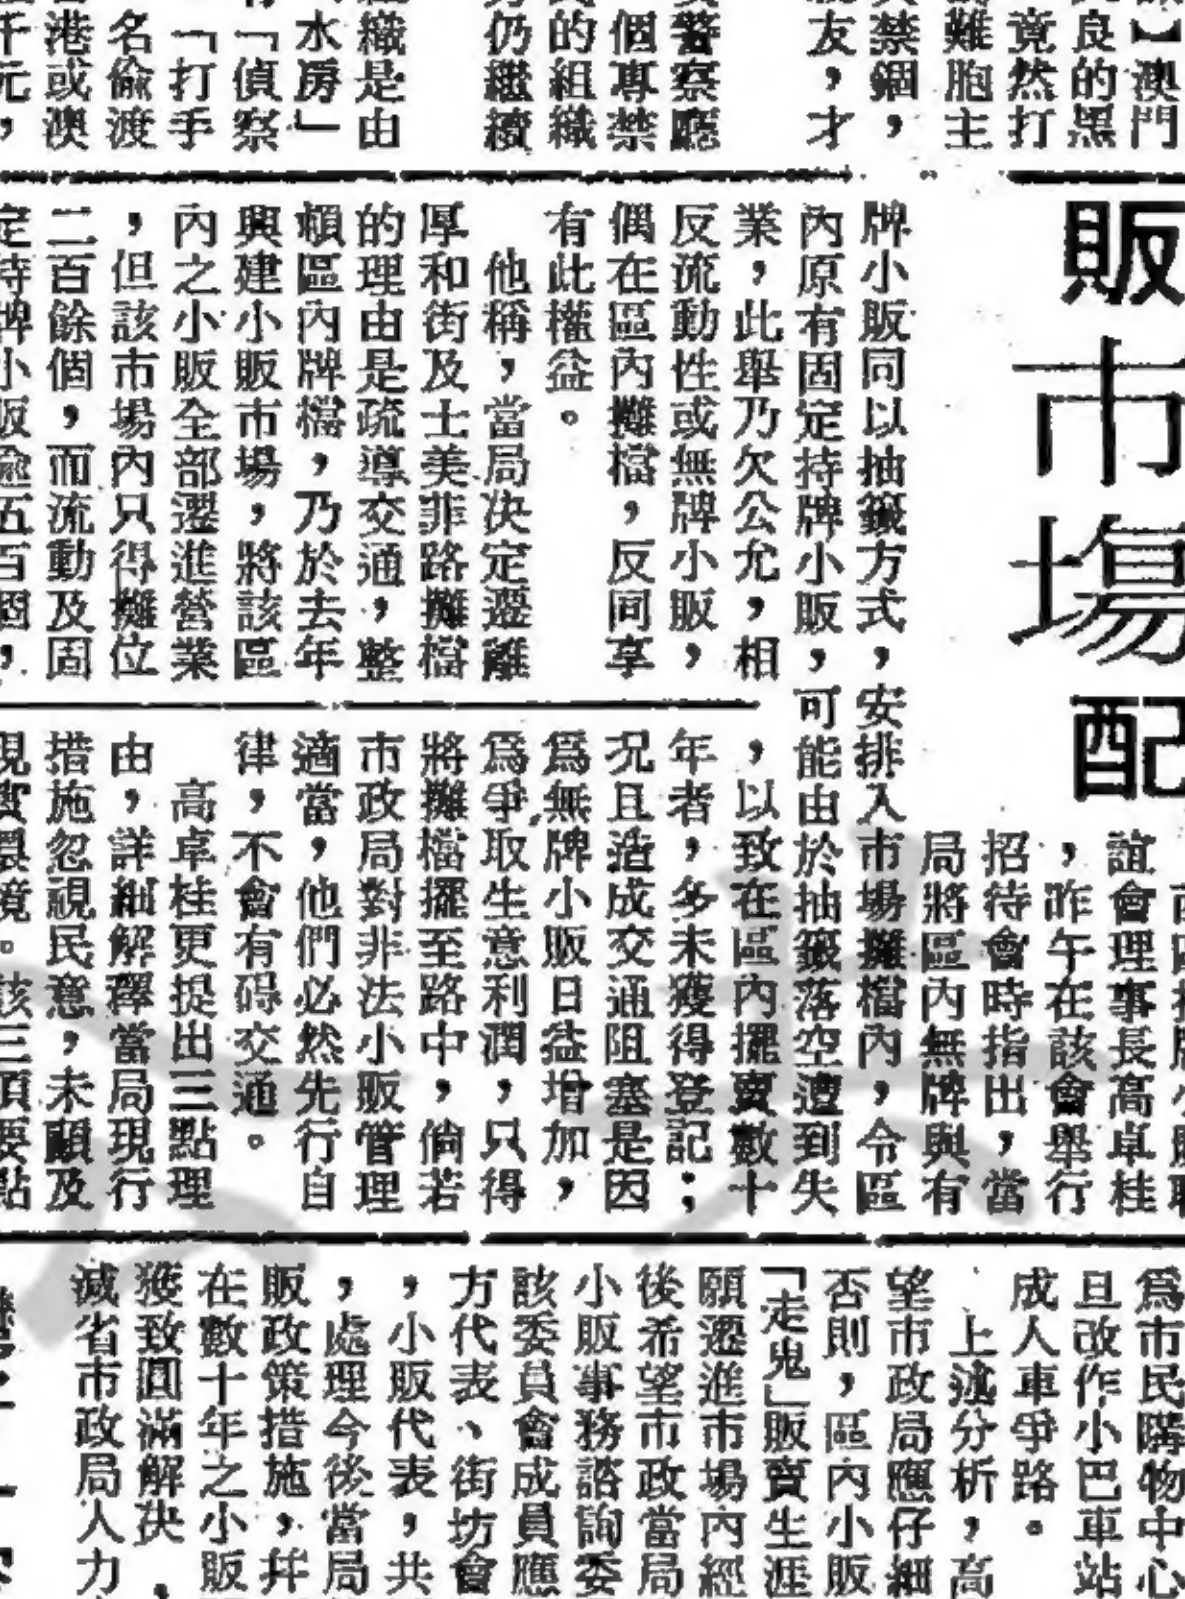 】澳門
良的黑
竟然打
難胞主
禁錮，
友，才
警察廳
個專禁
的組織
仍繼續
織是由
水房」
「偵察
「打手
名偷渡
港或澳
千元，
販市場配
西區持牌小販聯
誼會理事長高卓桂
，昨午在該會舉行
招待會時指出，當
局將區內無牌與有
牌小販同以抽籤方式，安排入市場攤檔內，令區
內原有固定持牌小販，可能由於抽籤落空遭到失
業，此舉乃欠公允，相
反流動性或無牌小販，
偶在區內攤檔，反同享
有此權益。
他稱，當局決定遷離
厚和街及士美菲路攤檔
的理由是疏導交通，整
頓區內牌檔，乃於去年
興建小販市場，將該區
內之小販全部遷進營業
，但該市場內只得攤位
二百餘個，而流動及固
定持牌小販逾五百個，
，以致在區內擺賣數十
年者，多未獲得登記；
況且造成交通阻塞是因
為無牌小販日益增加，
為爭取生意利潤，只得
將攤檔擺至路中，倘若
市政局對非法小販管理
適當，他們必然先行自
律，不會有碍交通。
高卓桂更提出三點理
由，詳細解釋當局現行
措施忽視民意，未顧及
現實環境。該三項要點
為市民購物中心
旦改作小巴車站
成人車爭路。
上述分析，高
望市政局應仔細
否則，區內小販
「走鬼」販賣生涯
願遷進市場內經
後希望市政當局
小販事務諮詢委
該委員會成員應
方代表、街坊會
，小販代表，共
，處理今後當局
販政策措施，幷
在數十年之小販
獲致圓滿解決，
減省市政局人力